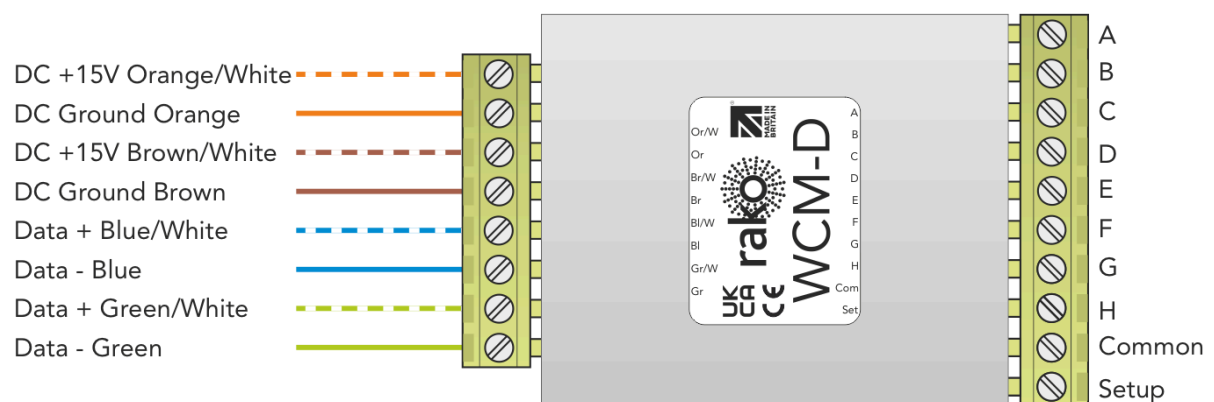 DC +15V Orange/White
DC Ground Orange
DC +15V Brown/White
DC Ground Brown
Data + Blue/White
Data - Blue
Data + Green/White
Data - Green
Or/W
Or
Br/W
Br
Bl/W
Bl
Gr/W
Gr
MADE IN
BRITAIN
®
rako
UK
CA
CE
WCM-D
A
B
C
D
E
F
G
H
Com
Set
A
B
C
D
E
F
G
H
Common
Setup